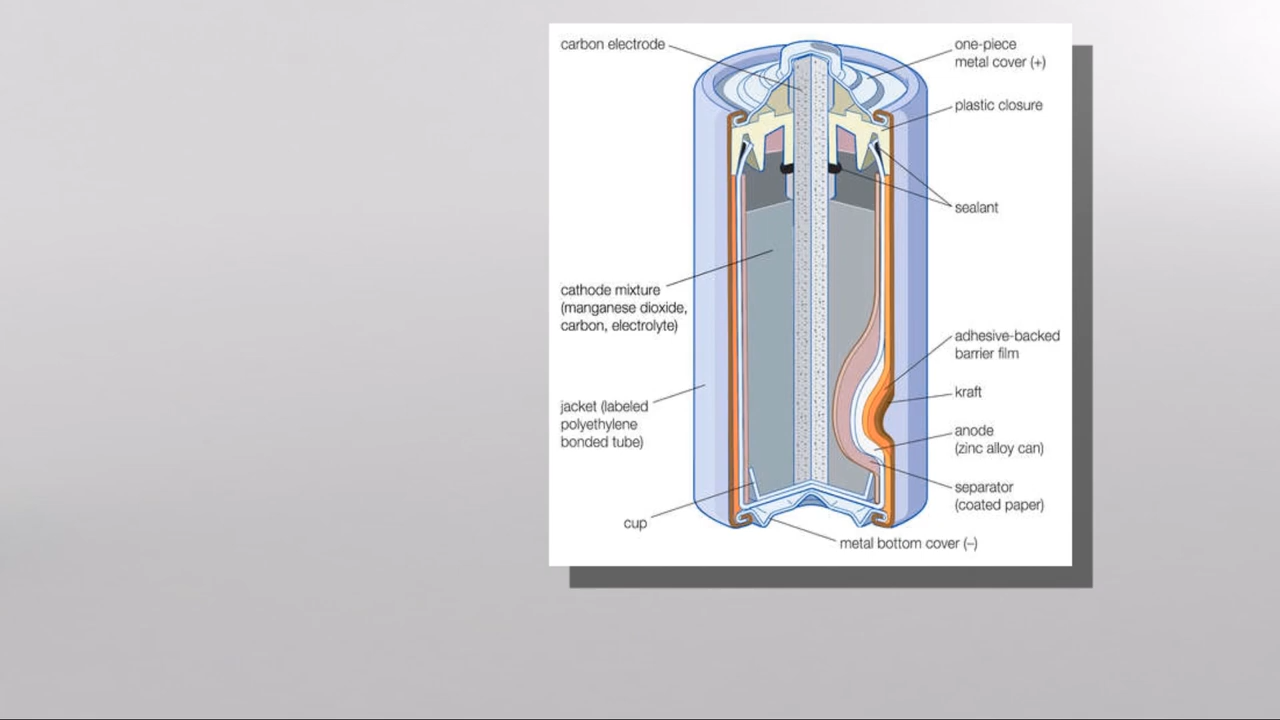 carbon electrode
one-piece
metal cover (+)
plastic closure
sealant
cathode mixture
(manganese dioxide,
carbon, electrolyte)
adhesive-backed
barrier film
kraft
jacket (labeled
polyethylene
bonded tube)
anode
(zinc alloy can)
separator
(coated paper)
cup
metal bottom cover (–)